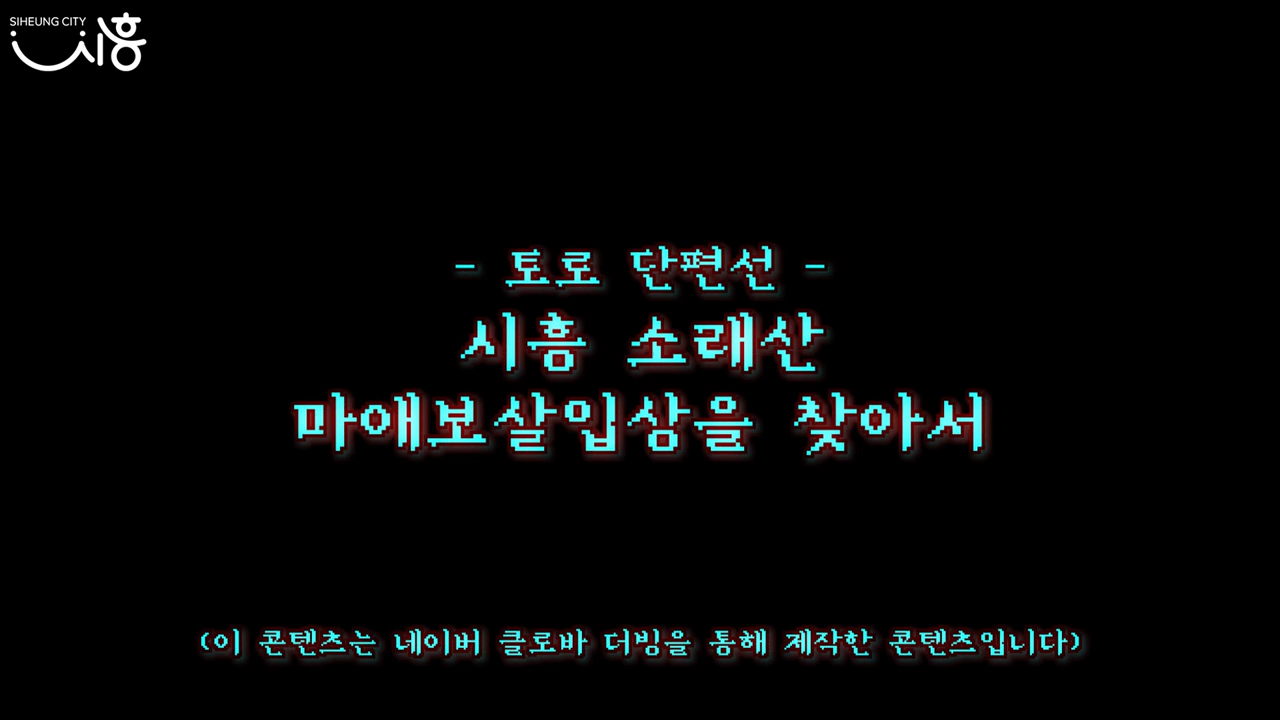 SIHEUNG CITY
시흥
- 토로 단편선 -
시흥 소래산
마애보살입상을 찾아서
(이 콘텐츠는 네이버 클로바 더빙을 통해 제작한 콘텐츠입니다)